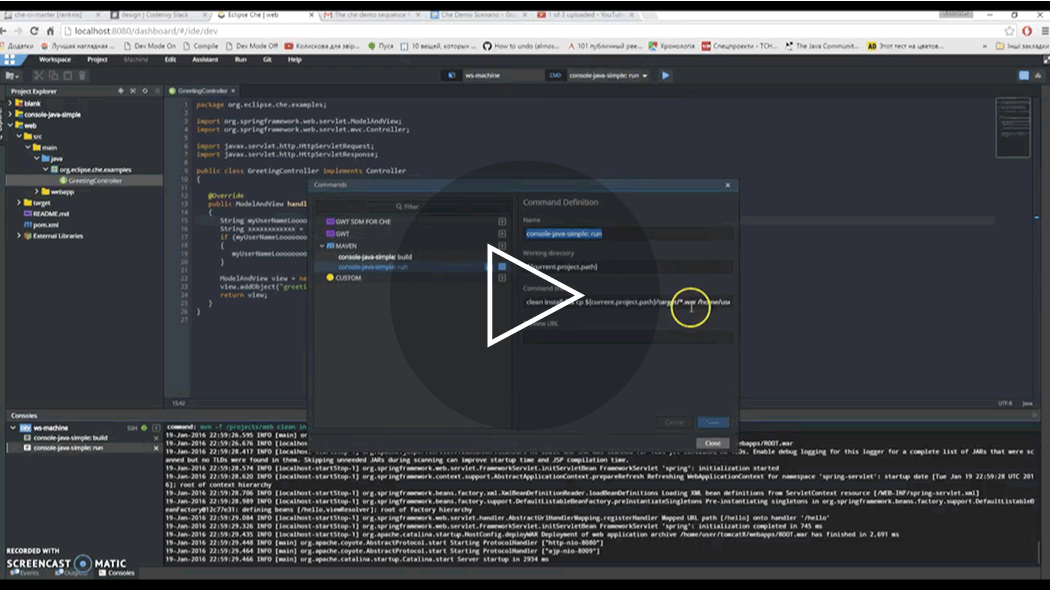 che-ci-master [Jenkins]
design | Codenvy Slack
Eclipse Che | web
The che demo sequence
Che Demo Scenario
1 of 3 uploaded - YouTub
localhost:8080/dashboard/#/ide/dev
Додатки
Dev Mode On
Compile
Dev Mode Off
Пуся
10 вещей, которых
How to undo (almos...
101 публичный рее...
Хронологія
Спецпроекти - ТСН...
The Java Communit...
Этот тест на цветов...
Інші закладки
Workspace
Project
Machine
Edit
Assistant
Run
Git
Help
ws-machine
CMD
console-java-simple: run
Project Explorer
blank
console-java-simple
web
src
main
java
org.eclipse.che.examples
GreetingController
webapp
target
README.md
pom.xml
External Libraries
GreetingController
package org.eclipse.che.examples;
import org.springframework.web.servlet.ModelAndView;
import org.springframework.web.servlet.mvc.Controller;
import javax.servlet.http.HttpServletRequest;
import javax.servlet.http.HttpServletResponse;
public class GreetingController implements Controller
{
@Override
public ModelAndView handl
{
String xxxxxxxxxxxx =
}
ModelAndView view = ne
view.addObject("greeti
return view;
}
}
Commands
Filter
GWT SDM FOR CHE
GWT
MAVEN
console-java-simple: build
console-java-simple: run
CUSTOM
Command Definition
Name
console-java-simple: run
Working directory
${current.project.path}
clean install
cp ${current.project.path}/target/*.war /home/use
URL
Cancel
Save
Close
15:42
UTF-8
Java
Consoles
DEV ws-machine
SSH
console-java-simple: build
console-java-simple: run
command: mvn -f /projects/web clean in
19-Jan-2016 22:59:26.595 INFO [main] or
19-Jan-2016 22:59:26.676 INFO [localhos
ebapps/ROOT.war
19-Jan-2016 22:59:28.417 INFO [localhos
Enable debug logging for this logger for a complete list of JARs that were sc
anned but no TLDs were found in them. Skipping unneeded JARs during scanning can improve startup time and JSP compilation time.
19-Jan-2016 22:59:28.574 INFO [localhost-startStop-1] org.springframework.web.servlet.FrameworkServlet.initServletBean FrameworkServlet 'spring': initialization started
19-Jan-2016 22:59:28.620 INFO [localhost-startStop-1] org.springframework.context.support.AbstractApplicationContext.prepareRefresh Refreshing WebApplicationContext for namespace 'spring-servlet': startup date [Tue Jan 19 22:59:28 UTC 201
6]; root of context hierarchy
19-Jan-2016 22:59:28.706 INFO [localhost-startStop-1] org.springframework.beans.factory.xml.XmlBeanDefinitionReader.loadBeanDefinitions Loading XML bean definitions from ServletContext resource [/WEB-INF/spring-servlet.xml]
19-Jan-2016 22:59:28.989 INFO [localhost-startStop-1] org.springframework.beans.factory.support.DefaultListableBeanFactory.preInstantiateSingletons Pre-instantiating singletons in org.springframework.beans.factory.support.DefaultListableB
eanFactory@12c77e31: defining beans [/hello,viewResolver]; root of factory hierarchy
19-Jan-2016 22:59:29.084 INFO [localhost-startStop-1] org.springframework.web.servlet.handler.AbstractUrlHandlerMapping.registerHandler Mapped URL path [/hello] onto handler '/hello'
19-Jan-2016 22:59:29.326 INFO [localhost-startStop-1] org.springframework.web.servlet.FrameworkServlet.initServletBean FrameworkServlet 'spring': initialization completed in 745 ms
19-Jan-2016 22:59:29.435 INFO [localhost-startStop-1] org.apache.catalina.startup.HostConfig.deployWAR Deployment of web application archive /home/user/tomcat8/webapps/ROOT.war has finished in 2,691 ms
19-Jan-2016 22:59:29.448 INFO [main] org.apache.coyote.AbstractProtocol.start Starting ProtocolHandler ["http-nio-8080"]
19-Jan-2016 22:59:29.455 INFO [main] org.apache.coyote.AbstractProtocol.start Starting ProtocolHandler ["ajp-nio-8009"]
19-Jan-2016 22:59:29.466 INFO [main] org.apache.catalina.startup.Catalina.start Server startup in 2934 ms
RECORDED WITH
SCREENCAST MATIC
Events
Outputs
Consoles